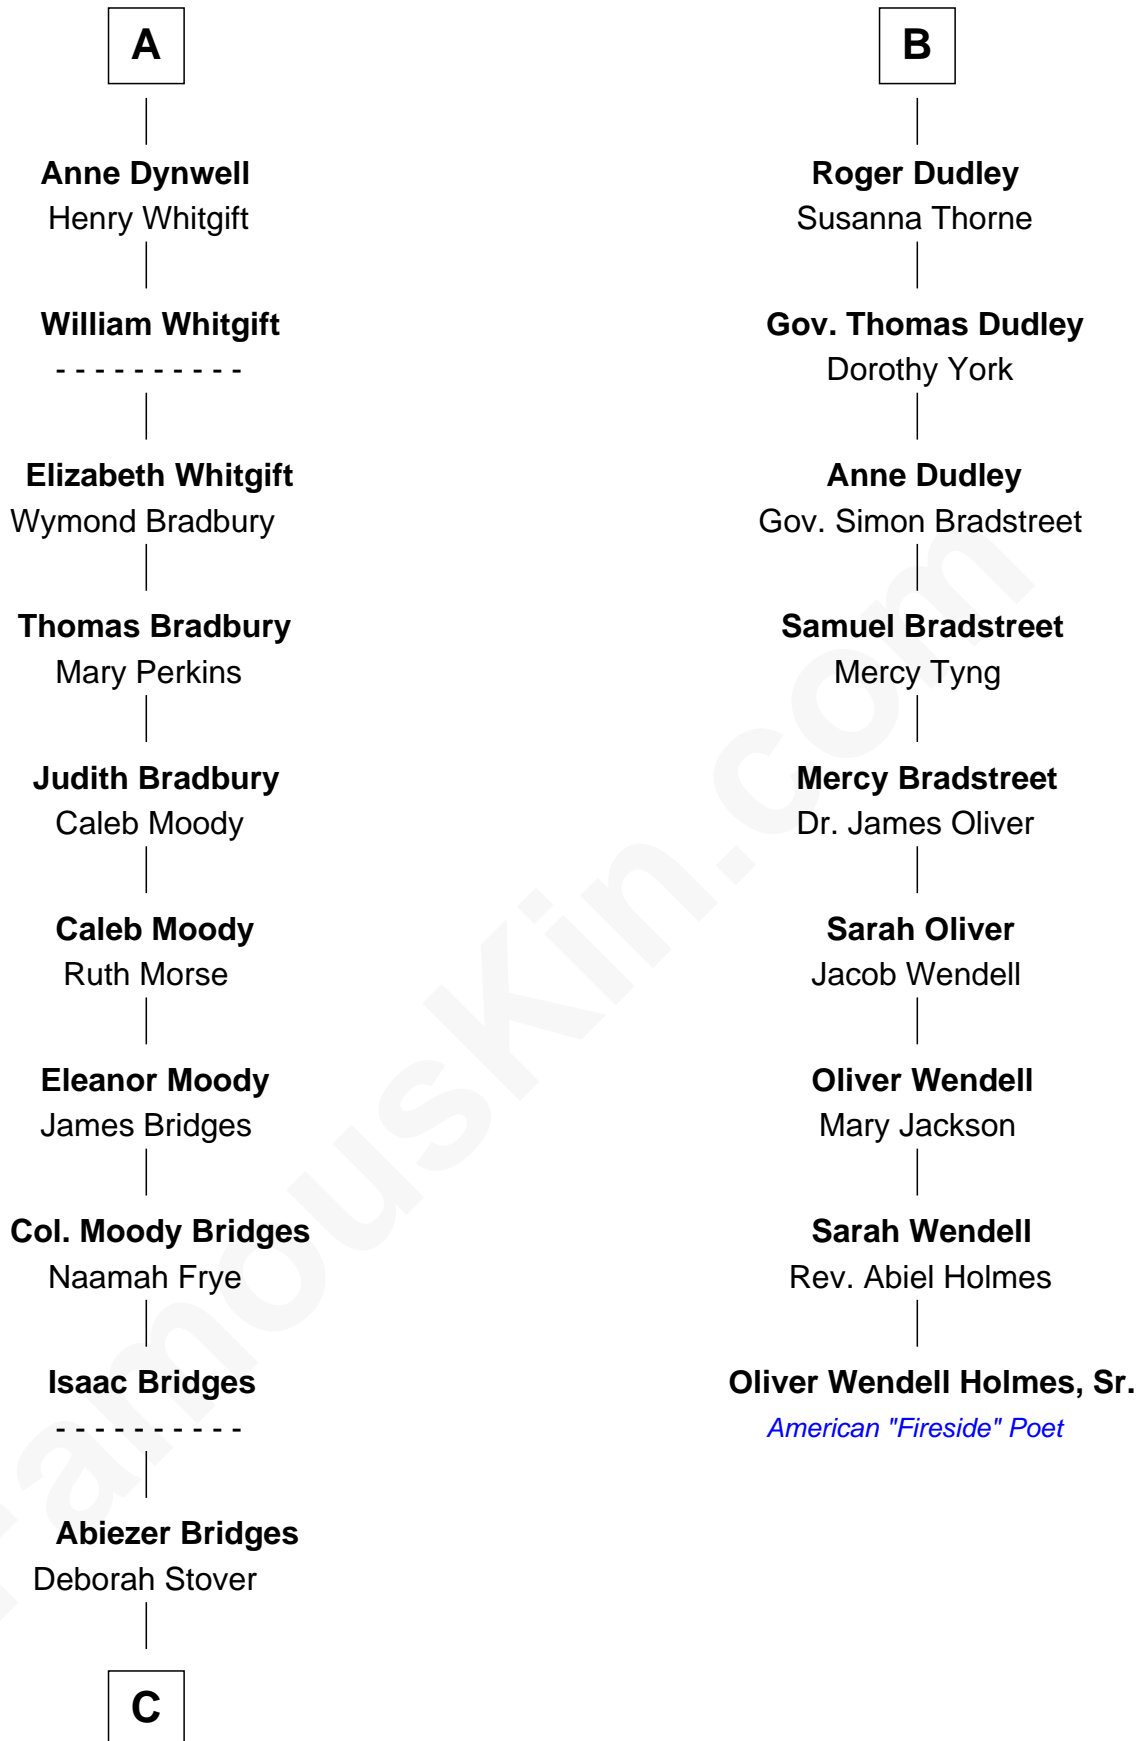 A
Anne Dynwell
Henry Whitgift
William Whitgift
- - - - - - - - - -
Elizabeth Whitgift
Wymond Bradbury
Thomas Bradbury
Mary Perkins
Judith Bradbury
Caleb Moody
Caleb Moody
Ruth Morse
Eleanor Moody
James Bridges
Col. Moody Bridges
Naamah Frye
Isaac Bridges
- - - - - - - - - -
Abiezer Bridges
Deborah Stover
C
B
Roger Dudley
Susanna Thorne
Gov. Thomas Dudley
Dorothy York
Anne Dudley
Gov. Simon Bradstreet
Samuel Bradstreet
Mercy Tyng
Mercy Bradstreet
Dr. James Oliver
Sarah Oliver
Jacob Wendell
Oliver Wendell
Mary Jackson
Sarah Wendell
Rev. Abiel Holmes
Oliver Wendell Holmes, Sr.
American "Fireside" Poet
FamousKin.com